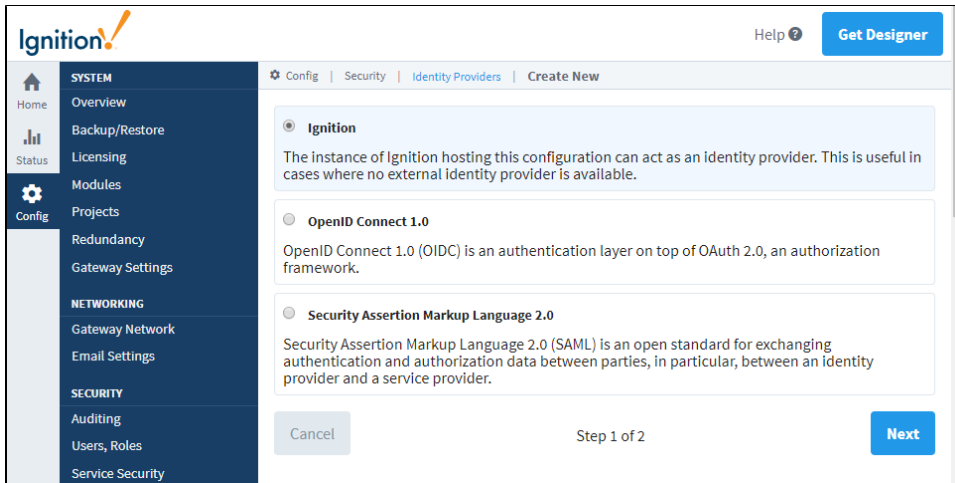 Ignition!
Help ?
Get Designer
Home
Status
Config
SYSTEM
Overview
Backup/Restore
Licensing
Modules
Projects
Redundancy
Gateway Settings
NETWORKING
Gateway Network
Email Settings
SECURITY
Auditing
Users, Roles
Service Security
Config | Security | Identity Providers | Create New
Ignition
The instance of Ignition hosting this configuration can act as an identity provider. This is useful in
cases where no external identity provider is available.
OpenID Connect 1.0
OpenID Connect 1.0 (OIDC) is an authentication layer on top of OAuth 2.0, an authorization
framework.
Security Assertion Markup Language 2.0
Security Assertion Markup Language 2.0 (SAML) is an open standard for exchanging
authentication and authorization data between parties, in particular, between an identity
provider and a service provider.
Cancel
Step 1 of 2
Next